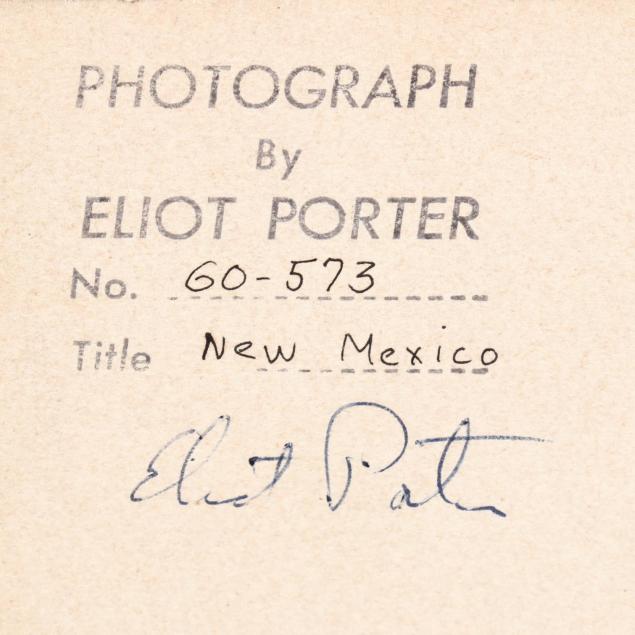 PHOTOGRAPH
By
ELIOT PORTER
No. 60-573
Title New Mexico
Eliot Porter